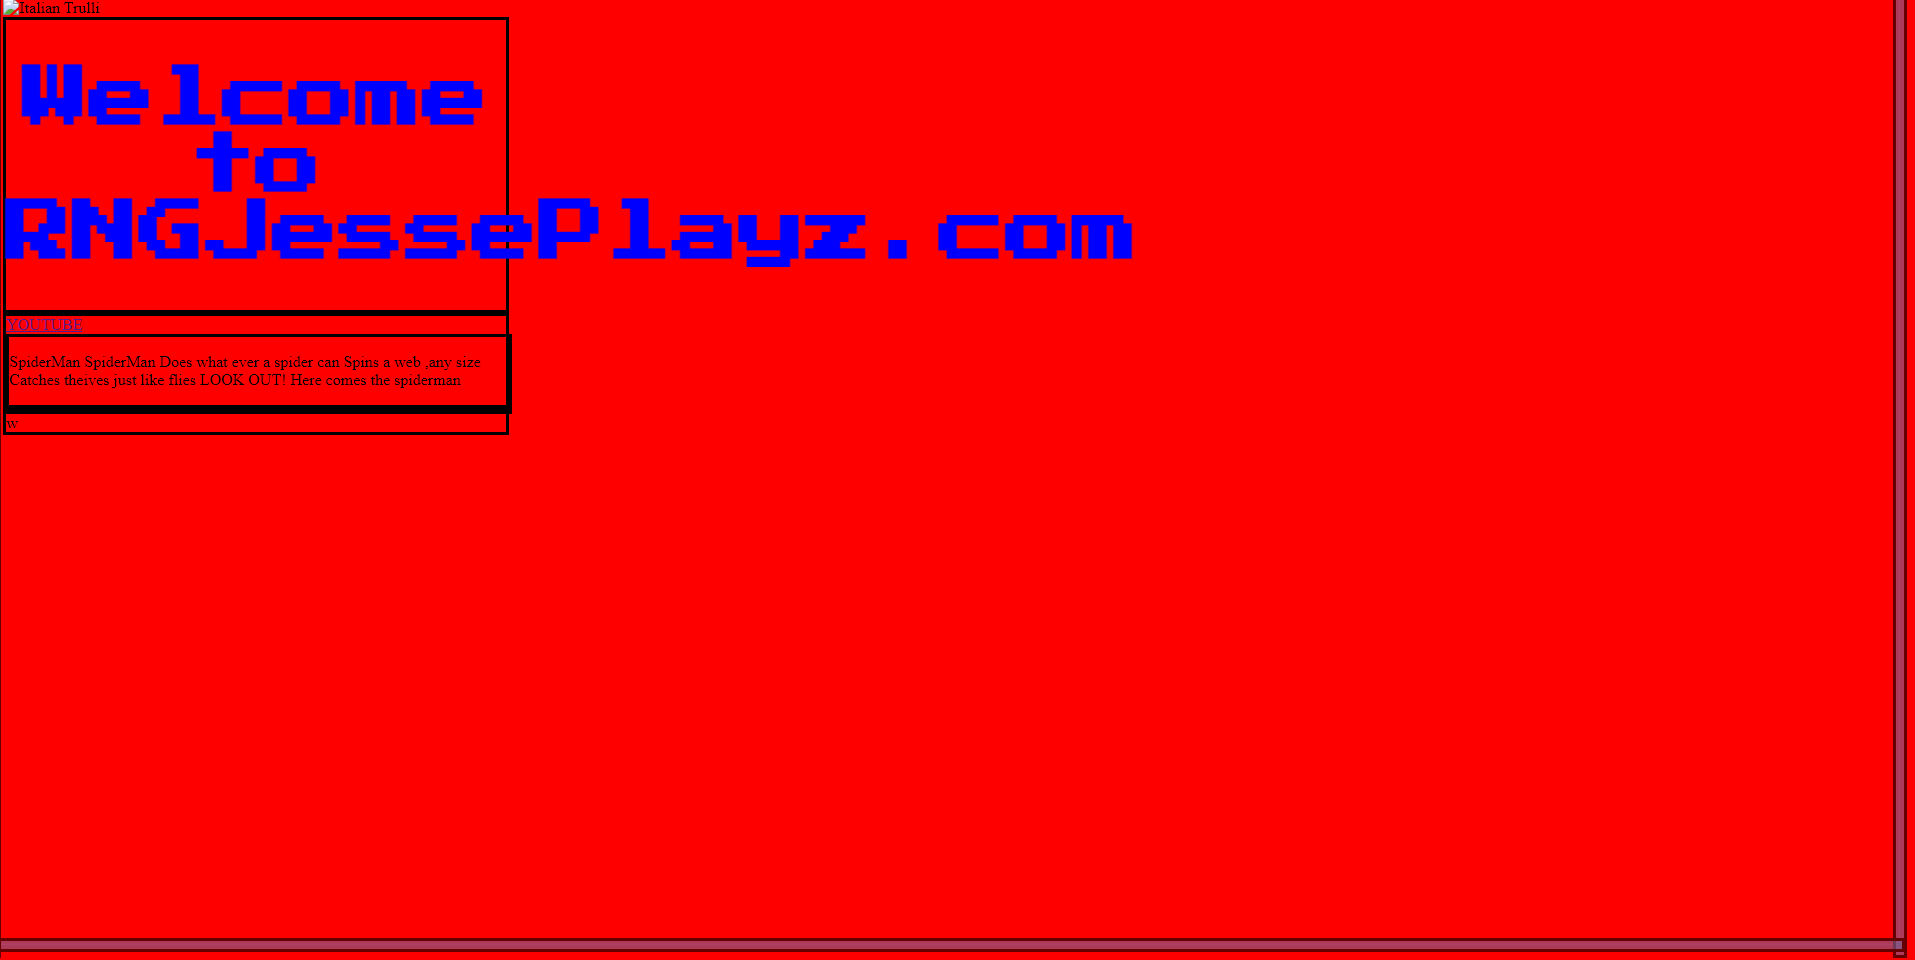 Italian Trulli
Welcome
to
RNGJessePlayz.com
YOUTUBE
SpiderMan SpiderMan Does what ever a spider can Spins a web ,any size
Catches theives just like flies LOOK OUT! Here comes the spiderman
w